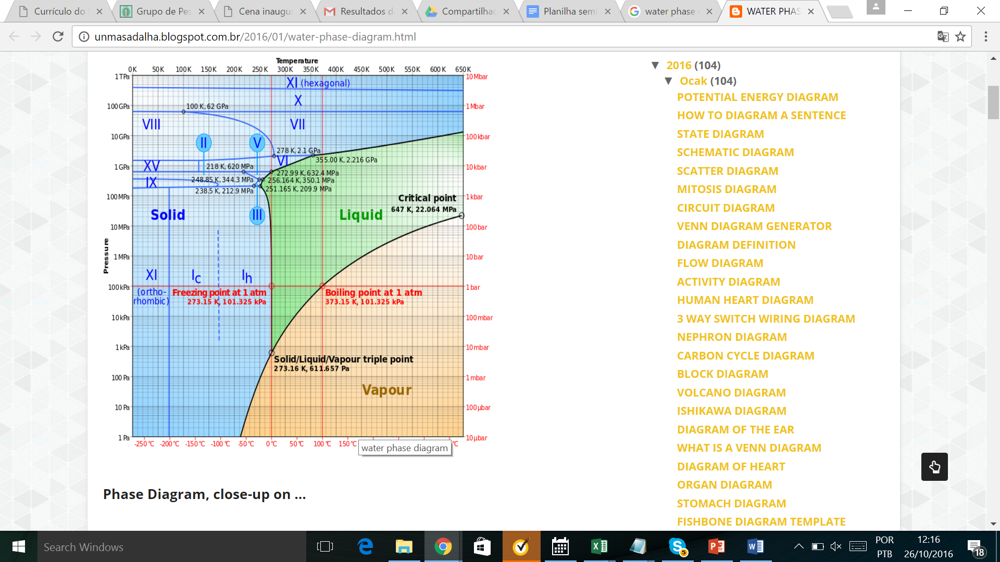 Currículo do
Grupo de Pes
Cena inaugu
Resultados d
Compartilhad
Planilha semi
water phase
WATER PHAS
unmasadalha.blogspot.com.br/2016/01/water-phase-diagram.html
Temperature
0K 50K 100K 150K 200K 250K 300K 350K 400K 450K 500K 550K 600K 650K
1TPa
100GPa
10GPa
1GPa
100MPa
10MPa
1MPa
100kPa
10kPa
1kPa
100Pa
10Pa
1Pa
Pressure
10Mbar
1Mbar
100kbar
10kbar
1kbar
100bar
10bar
1bar
100mbar
10mbar
1mbar
100µbar
10µbar
XI (hexagonal)
X
100 K, 62 GPa
VIII
VII
II
V
278 K, 2.1 GPa
VI
355.00 K, 2.216 GPa
XV
218 K, 620 MPa
272.99 K, 632.4 MPa
IX
248.85 K, 344.3 MPa
256.164 K, 350.1 MPa
238.5 K, 212.9 MPa
251.165 K, 209.9 MPa
Critical point
647 K, 22.064 MPa
Solid
III
Liquid
XI
(ortho-
rhombic)
Ic
Ih
Freezing point at 1 atm
273.15 K, 101.325 kPa
Boiling point at 1 atm
373.15 K, 101.325 kPa
Solid/Liquid/Vapour triple point
273.16 K, 611.657 Pa
Vapour
-250°C -200°C -150°C -100°C -50°C 0°C 50°C 100°C 150°C °C
water phase diagram
Phase Diagram, close-up on ...
▼ 2016 (104)
▼ Ocak (104)
POTENTIAL ENERGY DIAGRAM
HOW TO DIAGRAM A SENTENCE
STATE DIAGRAM
SCHEMATIC DIAGRAM
SCATTER DIAGRAM
MITOSIS DIAGRAM
CIRCUIT DIAGRAM
VENN DIAGRAM GENERATOR
DIAGRAM DEFINITION
FLOW DIAGRAM
ACTIVITY DIAGRAM
HUMAN HEART DIAGRAM
3 WAY SWITCH WIRING DIAGRAM
NEPHRON DIAGRAM
CARBON CYCLE DIAGRAM
BLOCK DIAGRAM
VOLCANO DIAGRAM
ISHIKAWA DIAGRAM
DIAGRAM OF THE EAR
WHAT IS A VENN DIAGRAM
DIAGRAM OF HEART
ORGAN DIAGRAM
STOMACH DIAGRAM
FISHBONE DIAGRAM TEMPLATE
Search Windows
5
POR
PTB
12:16
26/10/2016
18